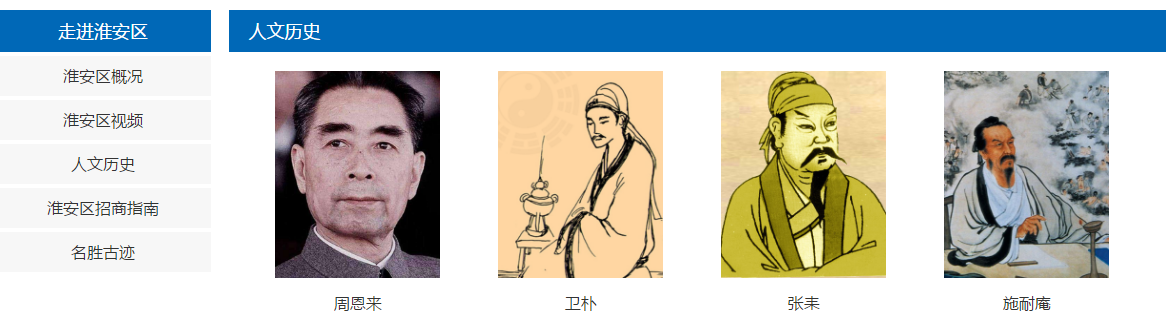 走进淮安区
淮安区概况
淮安区视频
人文历史
淮安区招商指南
名胜古迹
人文历史
周恩来
卫朴
张耒
施耐庵